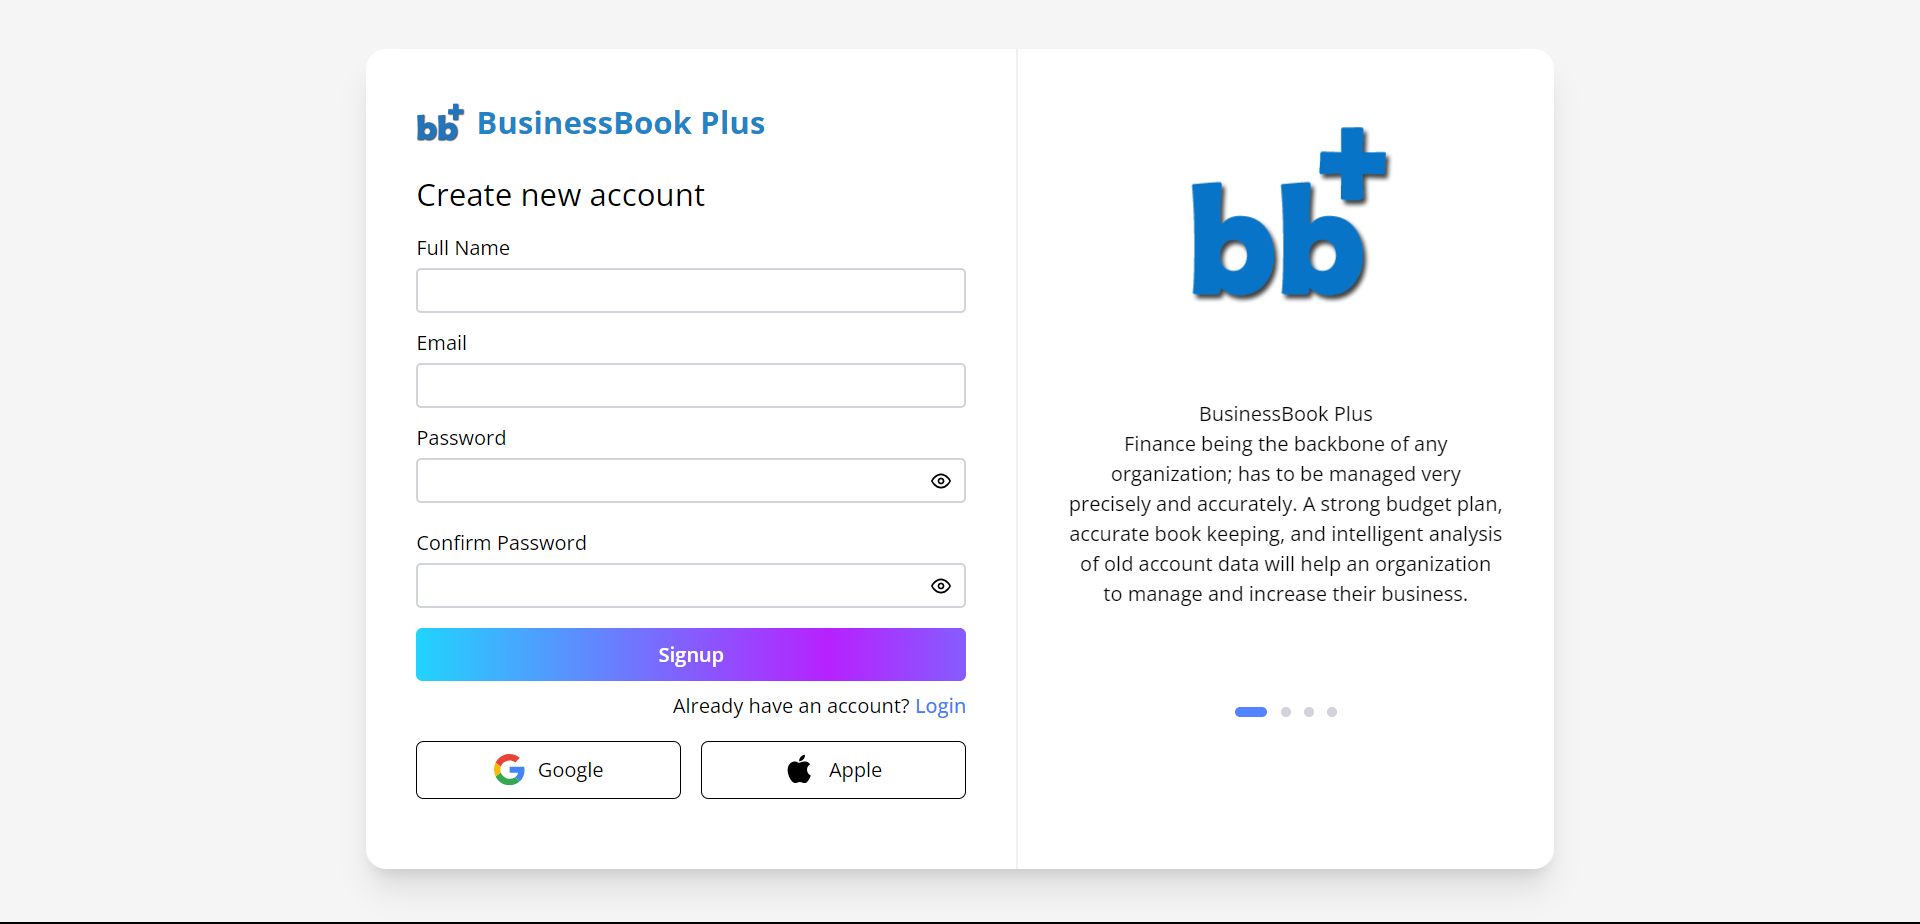 bb+ BusinessBook Plus
Create new account
Full Name
Email
Password
Confirm Password
Signup
Already have an account? Login
Google
Apple
bb+
BusinessBook Plus
Finance being the backbone of any
organization; has to be managed very
precisely and accurately. A strong budget plan,
accurate book keeping, and intelligent analysis
of old account data will help an organization
to manage and increase their business.